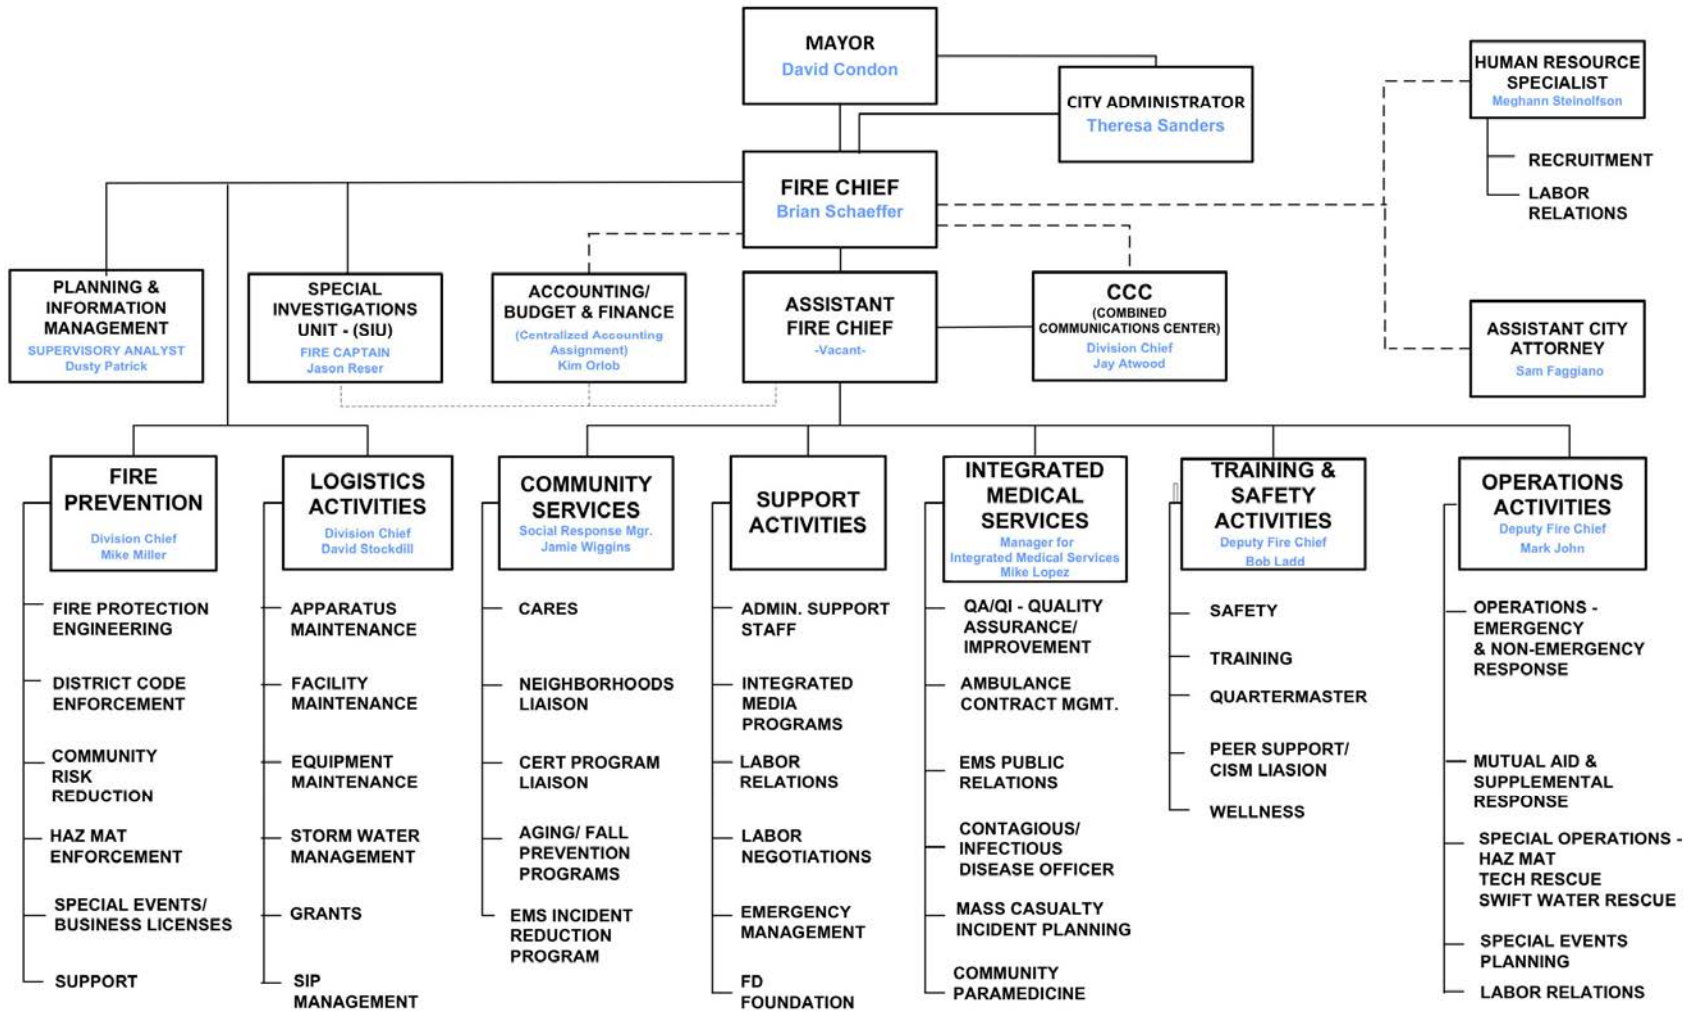 MAYOR
David Condon
CITY ADMINISTRATOR
Theresa Sanders
HUMAN RESOURCE
SPECIALIST
Meghann Steinolfson
RECRUITMENT
LABOR
RELATIONS
FIRE CHIEF
Brian Schaeffer
PLANNING &
INFORMATION
MANAGEMENT
SUPERVISORY ANALYST
Dusty Patrick
SPECIAL
INVESTIGATIONS
UNIT - (SIU)
FIRE CAPTAIN
Jason Reser
ACCOUNTING/
BUDGET & FINANCE
(Centralized Accounting
Assignment)
Kim Orlob
ASSISTANT
FIRE CHIEF
-Vacant-
CCC
(COMBINED
COMMUNICATIONS CENTER)
Division Chief
Jay Atwood
ASSISTANT CITY
ATTORNEY
Sam Faggiano
FIRE
PREVENTION
Division Chief
Mike Miller
FIRE PROTECTION
ENGINEERING
DISTRICT CODE
ENFORCEMENT
COMMUNITY
RISK
REDUCTION
HAZ MAT
ENFORCEMENT
SPECIAL EVENTS/
BUSINESS LICENSES
SUPPORT
LOGISTICS
ACTIVITIES
Division Chief
David Stockdill
APPARATUS
MAINTENANCE
FACILITY
MAINTENANCE
EQUIPMENT
MAINTENANCE
STORM WATER
MANAGEMENT
GRANTS
SIP
MANAGEMENT
COMMUNITY
SERVICES
Social Response Mgr.
Jamie Wiggins
CARES
NEIGHBORHOODS
LIAISON
CERT PROGRAM
LIAISON
AGING/ FALL
PREVENTION
PROGRAMS
EMS INCIDENT
REDUCTION
PROGRAM
SUPPORT
ACTIVITIES
ADMIN. SUPPORT
STAFF
INTEGRATED
MEDIA
PROGRAMS
LABOR
RELATIONS
LABOR
NEGOTIATIONS
EMERGENCY
MANAGEMENT
FD
FOUNDATION
INTEGRATED
MEDICAL
SERVICES
Manager for
Integrated Medical Services
Mike Lopez
QA/QI - QUALITY
ASSURANCE/
IMPROVEMENT
AMBULANCE
CONTRACT MGMT.
EMS PUBLIC
RELATIONS
CONTAGIOUS/
INFECTIOUS
DISEASE OFFICER
MASS CASUALTY
INCIDENT PLANNING
COMMUNITY
PARAMEDICINE
TRAINING &
SAFETY
ACTIVITIES
Deputy Fire Chief
Bob Ladd
SAFETY
TRAINING
QUARTERMASTER
PEER SUPPORT/
CISM LIASION
WELLNESS
OPERATIONS
ACTIVITIES
Deputy Fire Chief
Mark John
OPERATIONS -
EMERGENCY
& NON-EMERGENCY
RESPONSE
MUTUAL AID &
SUPPLEMENTAL
RESPONSE
SPECIAL OPERATIONS -
HAZ MAT
TECH RESCUE
SWIFT WATER RESCUE
SPECIAL EVENTS
PLANNING
LABOR RELATIONS